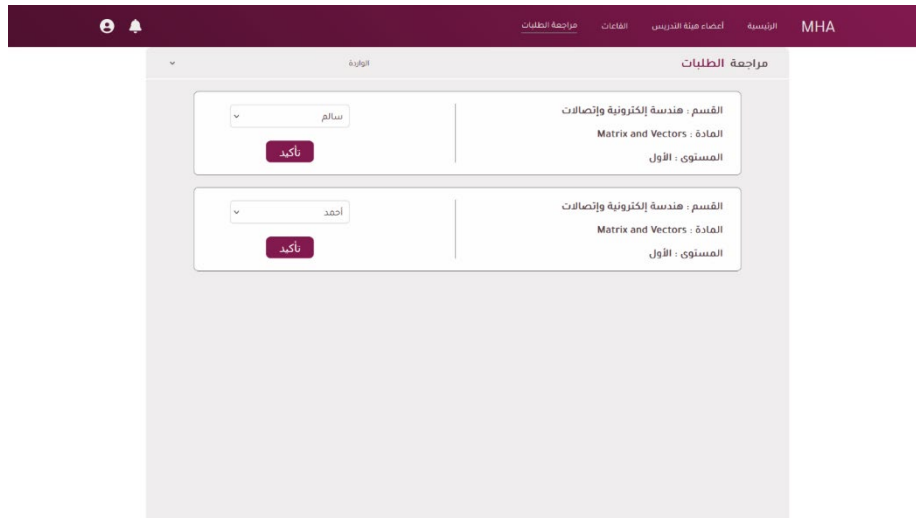 MHA
الرئيسية
أعضاء هيئة التدريس
القاعات
مراجعة الطلبات
مراجعة الطلبات
الواردة
القسم : هندسة إلكترونية وإتصالات
المادة : Matrix and Vectors
المستوى : الأول
سالم
تأكيد
القسم : هندسة إلكترونية وإتصالات
المادة : Matrix and Vectors
المستوى : الأول
أحمد
تأكيد